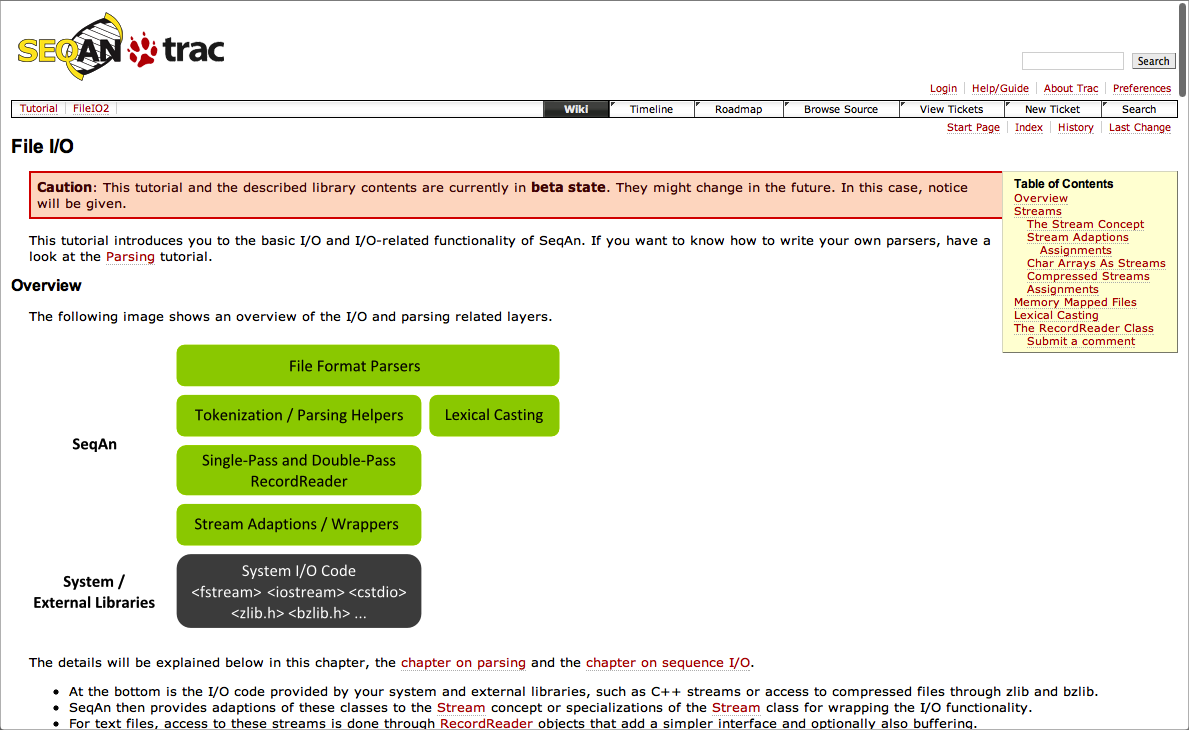 SEQAN trac
Search
Login Help/Guide About Trac Preferences
Tutorial FileIO2 Wiki Timeline Roadmap Browse Source View Tickets New Ticket Search
Start Page Index History Last Change
File I/O
Caution: This tutorial and the described library contents are currently in beta state. They might change in the future. In this case, notice
will be given.
Table of Contents
Overview
Streams
The Stream Concept
Stream Adaptions
Assignments
Char Arrays As Streams
Compressed Streams
Assignments
Memory Mapped Files
Lexical Casting
The RecordReader Class
Submit a comment
This tutorial introduces you to the basic I/O and I/O-related functionality of SeqAn. If you want to know how to write your own parsers, have a
look at the Parsing tutorial.
Overview
The following image shows an overview of the I/O and parsing related layers.
File Format Parsers
Tokenization / Parsing Helpers Lexical Casting
SeqAn
Single-Pass and Double-Pass
RecordReader
Stream Adaptions / Wrappers
System /
External Libraries
System I/O Code
<fstream> <iostream> <cstdio>
<zlib.h> <bzlib.h> ...
The details will be explained below in this chapter, the chapter on parsing and the chapter on sequence I/O.
• At the bottom is the I/O code provided by your system and external libraries, such as C++ streams or access to compressed files through zlib and bzlib.
• SeqAn then provides adaptions of these classes to the Stream concept or specializations of the Stream class for wrapping the I/O functionality.
• For text files, access to these streams is done through RecordReader objects that add a simpler interface and optionally also buffering.